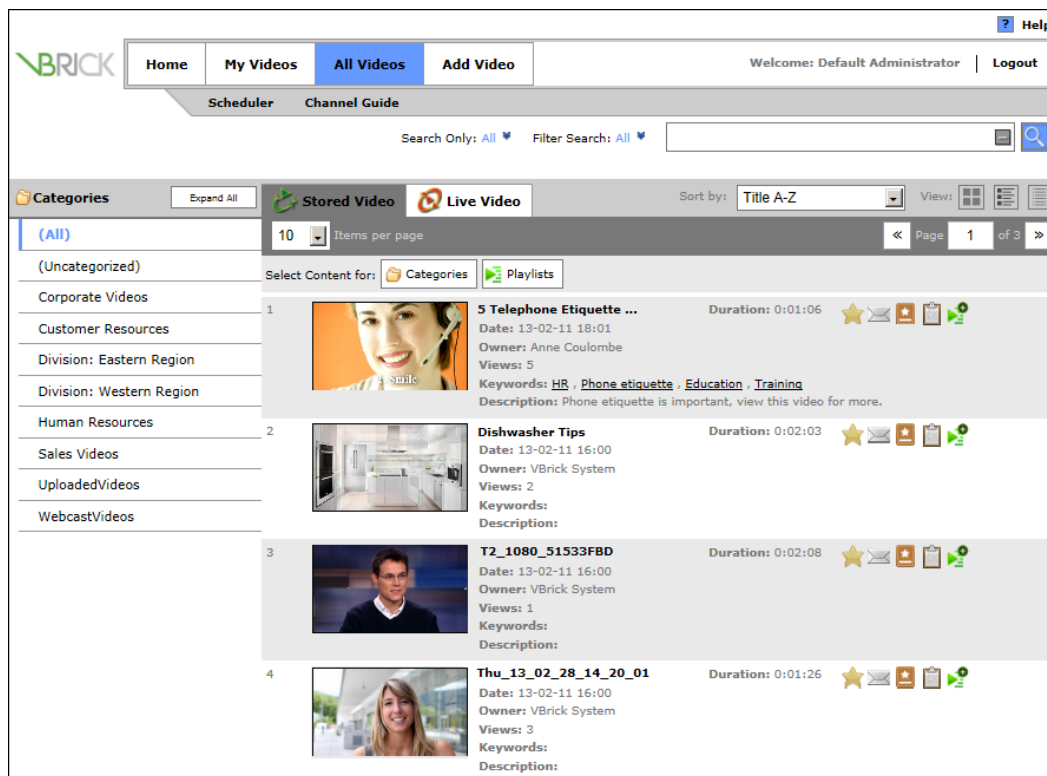 ? Help
VBRICK
Home My Videos All Videos Add Video Welcome: Default Administrator Logout
Scheduler Channel Guide
Search Only: All Filter Search: All
Categories Expand All Stored Video Live Video Sort by: Title A-Z View:
10 Items per page « Page 1 of 3 »
(All)
(Uncategorized)
Corporate Videos
Customer Resources
Division: Eastern Region
Division: Western Region
Human Resources
Sales Videos
UploadedVideos
WebcastVideos
Select Content for: Categories Playlists
1 5 Telephone Etiquette ... Duration: 0:01:06
Date: 13-02-11 18:01
Owner: Anne Coulombe
Views: 5
Keywords: HR , Phone etiquette , Education , Training
Description: Phone etiquette is important, view this video for more.
Smile
2 Dishwasher Tips Duration: 0:02:03
Date: 13-02-11 16:00
Owner: VBrick System
Views: 2
Keywords:
Description:
3 T2_1080_51533FBD Duration: 0:02:08
Date: 13-02-11 16:00
Owner: VBrick System
Views: 1
Keywords:
Description:
4 Thu_13_02_28_14_20_01 Duration: 0:01:26
Date: 13-02-11 16:00
Owner: VBrick System
Views: 3
Keywords:
Description: